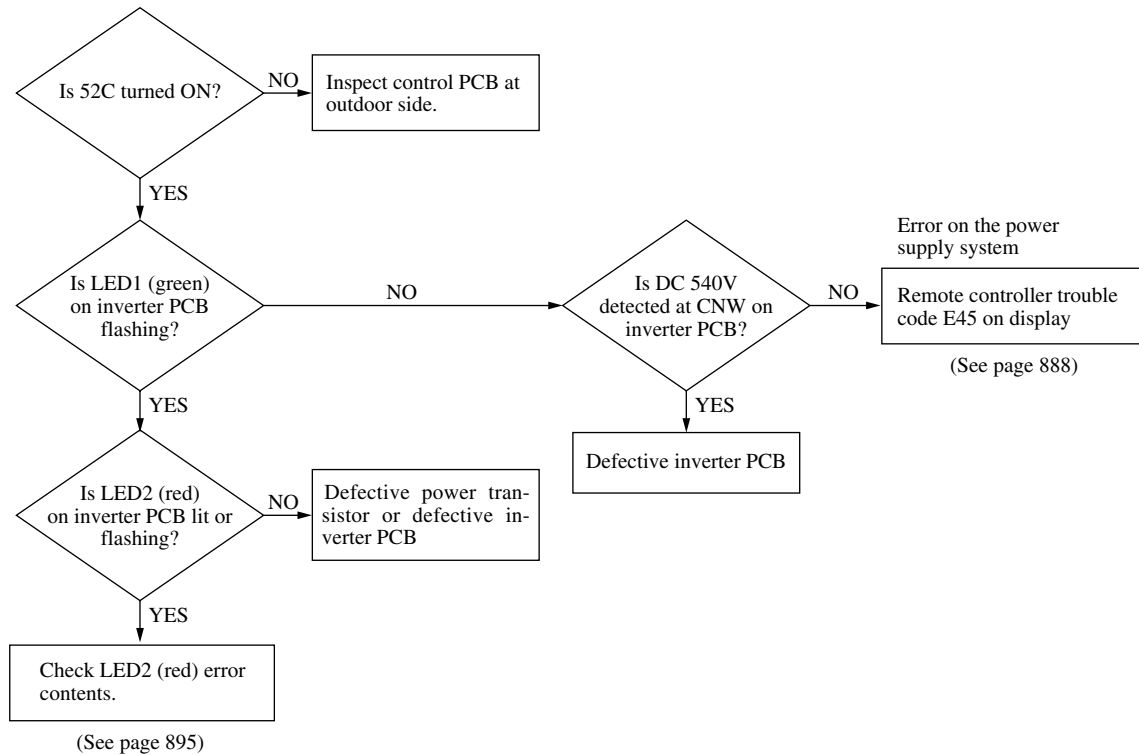 Is 52C turned ON?
NO
Inspect control PCB at
outdoor side.
YES
Is LED1 (green)
on inverter PCB
flashing?
NO
Is DC 540V
detected at CNW on
inverter PCB?
NO
Error on the power
supply system
Remote controller trouble
code E45 on display
(See page 888)
YES
Defective inverter PCB
YES
Is LED2 (red)
on inverter PCB lit or
flashing?
NO
Defective power tran-
sistor or defective in-
verter PCB
YES
Check LED2 (red) error
contents.
(See page 895)